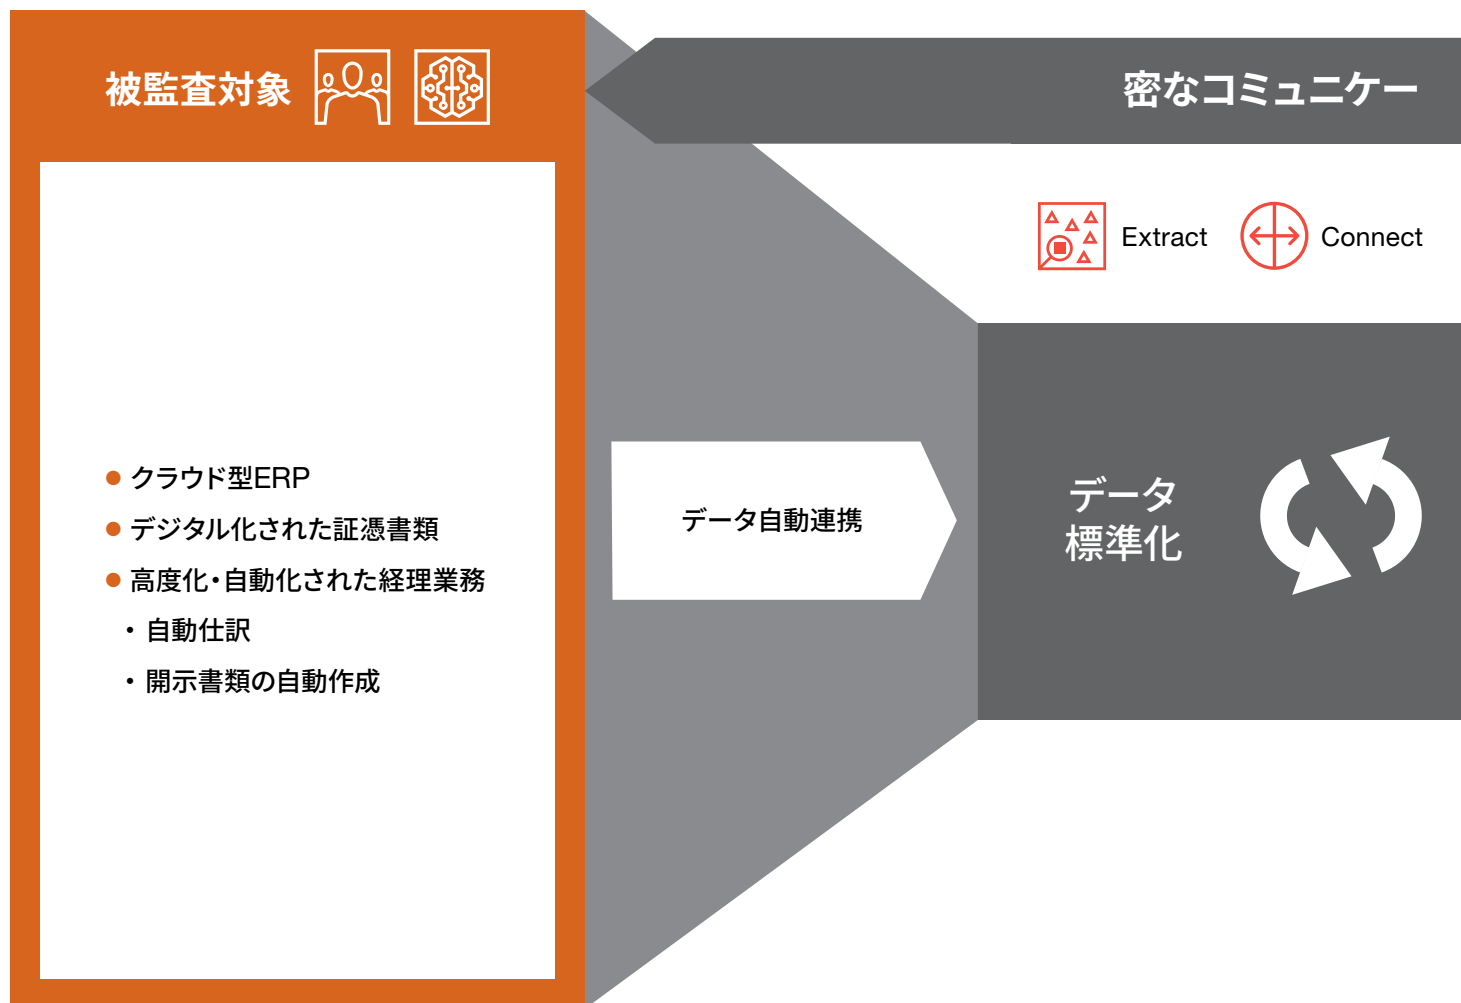 被監査対象
密なコミュニケー
Extract
Connect
クラウド型ERP
デジタル化された証憑書類
高度化・自動化された経理業務
・ 自動仕訳
・ 開示書類の自動作成
データ自動連携
データ
標準化